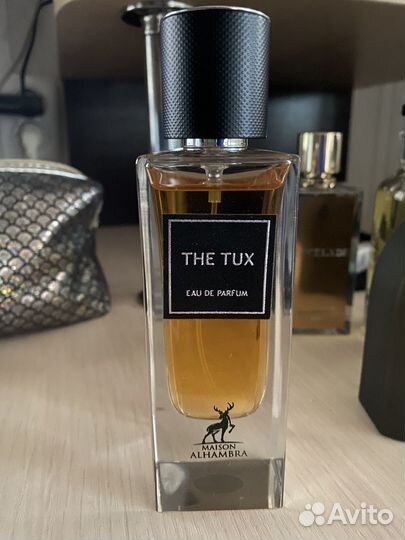 THE TUX
EAU DE PARFUM
MAISON
ALHAMBRA
Avito